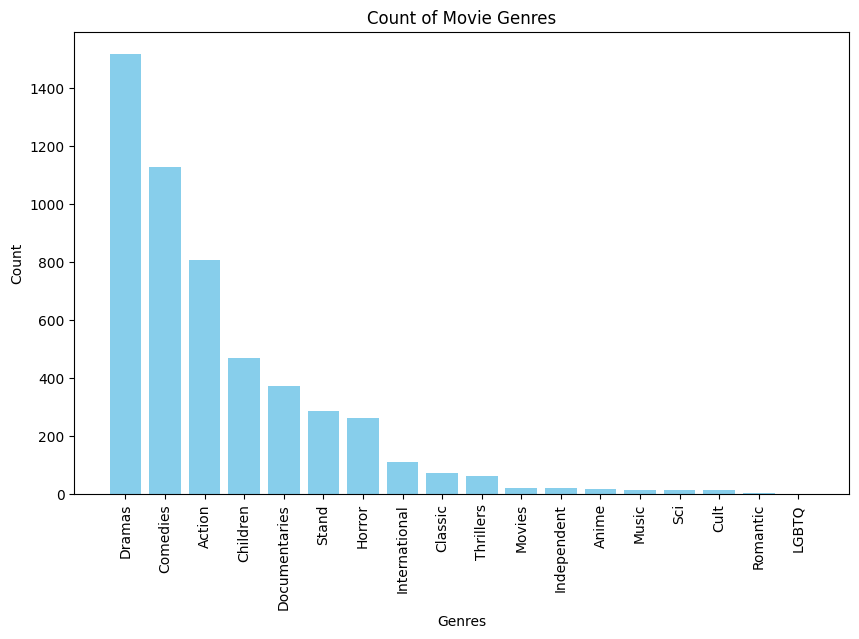 Count of Movie Genres
Count
1400
1200
1000
800
600
400
200
0
Dramas
Comedies
Action
Children
Documentaries
Stand
Horror
International
Classic
Thrillers
Movies
Independent
Anime
Music
Sci
Cult
Romantic
LGBTQ
Genres